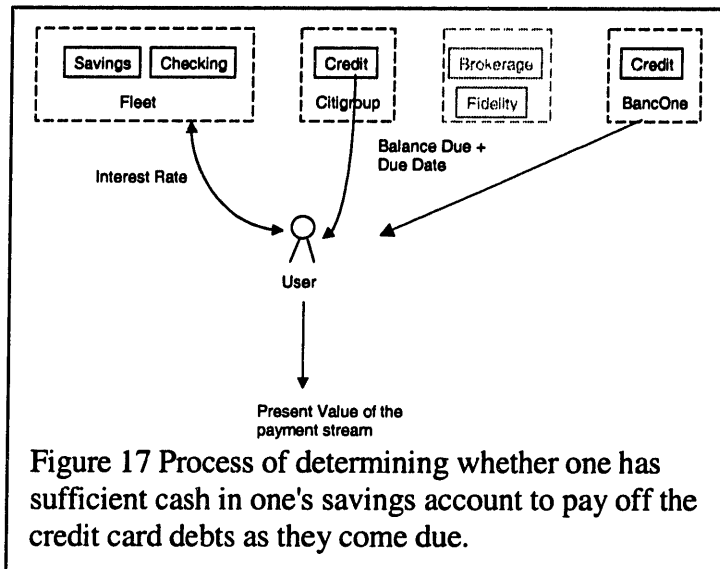 Savings Checking
Fleet
Credit
Citigroup
Brokerage
Fidelity
Credit
BancOne
Balance Due +
Due Date
Interest Rate
User
Present Value of the
payment stream
Figure 17 Process of determining whether one has
sufficient cash in one's savings account to pay off the
credit card debts as they come due.